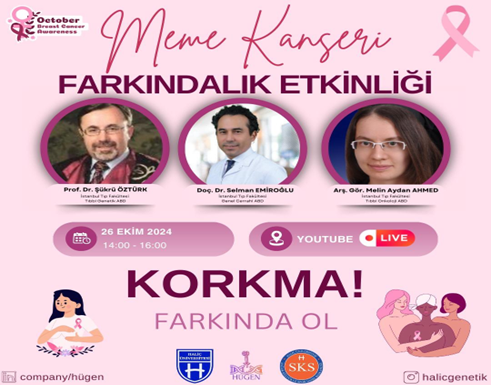 October
Breast Cancer
Awareness
Meme Kanseri
FARKINDALIK ETKİNLİĞİ
Prof. Dr. Şükrü ÖZTÜRK
İstanbul Tıp Fakültesi
Tıbbi Genetik ABD
Doç. Dr. Selman EMİROĞLU
İstanbul Tıp Fakültesi
Genel Cerrahi ABD
Arş. Gör. Melin Aydan AHMED
İstanbul Tıp Fakültesi
Tıbbi Onkoloji ABD
26 EKİM 2024
14:00 - 16:00
YOUTUBE
LIVE
KORKMA!
FARKINDA OL
company/hügen
HALİÇ
ÜNİVERSİTESİ
H
HÜGEN
H
SKS
halicgenetik